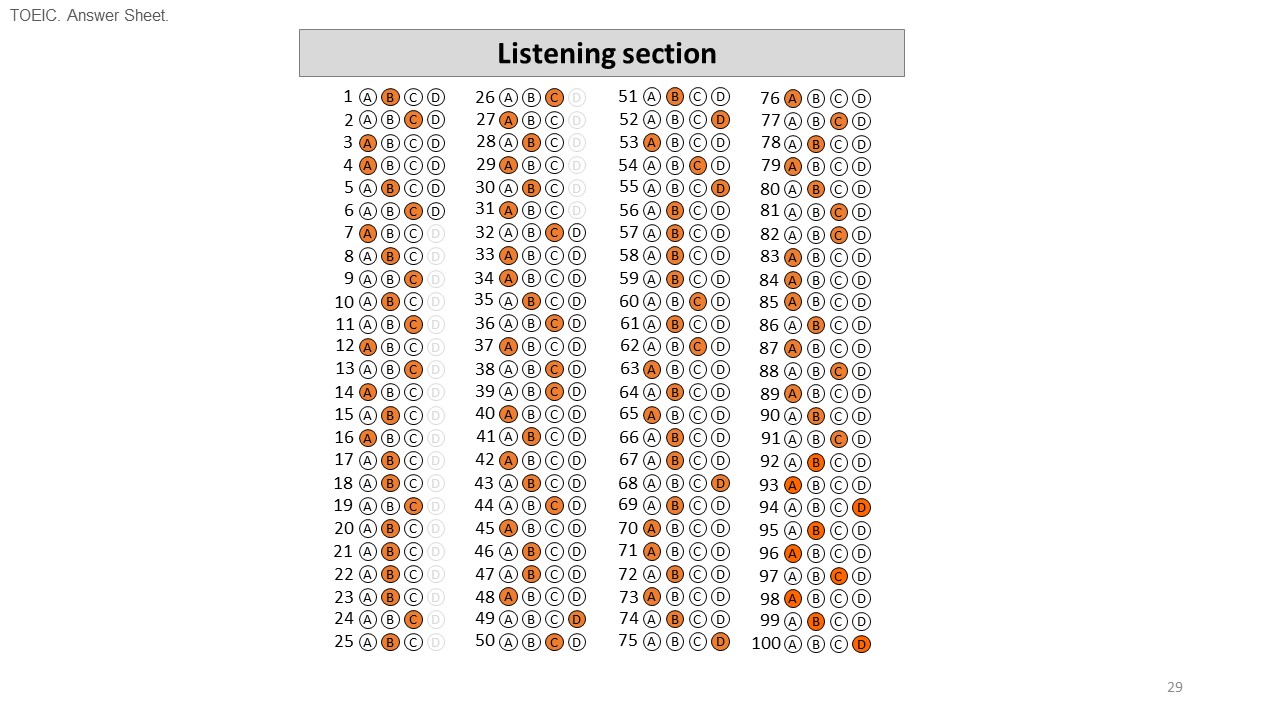 TOEIC. Answer Sheet.
Listening section
1 A B C D
2 A B C D
3 A B C D
4 A B C D
5 A B C D
6 A B C D
7 A B C D
8 A B C D
9 A B C D
10 A B C D
11 A B C D
12 A B C D
13 A B C D
14 A B C D
15 A B C D
16 A B C D
17 A B C D
18 A B C D
19 A B C D
20 A B C D
21 A B C D
22 A B C D
23 A B C D
24 A B C D
25 A B C D
26 A B C D
27 A B C D
28 A B C D
29 A B C D
30 A B C D
31 A B C D
32 A B C D
33 A B C D
34 A B C D
35 A B C D
36 A B C D
37 A B C D
38 A B C D
39 A B C D
40 A B C D
41 A B C D
42 A B C D
43 A B C D
44 A B C D
45 A B C D
46 A B C D
47 A B C D
48 A B C D
49 A B C D
50 A B C D
51 A B C D
52 A B C D
53 A B C D
54 A B C D
55 A B C D
56 A B C D
57 A B C D
58 A B C D
59 A B C D
60 A B C D
61 A B C D
62 A B C D
63 A B C D
64 A B C D
65 A B C D
66 A B C D
67 A B C D
68 A B C D
69 A B C D
70 A B C D
71 A B C D
72 A B C D
73 A B C D
74 A B C D
75 A B C D
76 A B C D
77 A B C D
78 A B C D
79 A B C D
80 A B C D
81 A B C D
82 A B C D
83 A B C D
84 A B C D
85 A B C D
86 A B C D
87 A B C D
88 A B C D
89 A B C D
90 A B C D
91 A B C D
92 A B C D
93 A B C D
94 A B C D
95 A B C D
96 A B C D
97 A B C D
98 A B C D
99 A B C D
100 A B C D
29